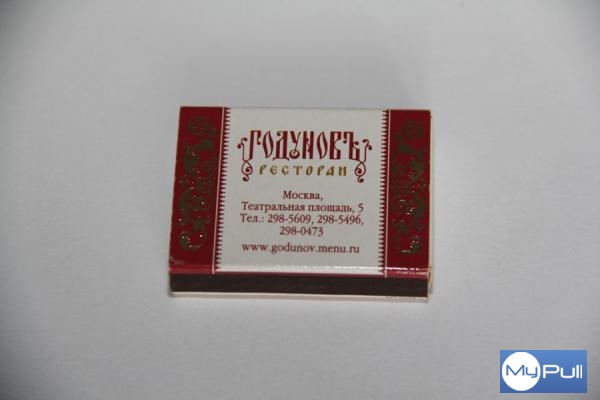 ГОДУНОВЪ
РЕСТОРАН
Москва,
Театральная площадь, 5
Тел.: 298-5609, 298-5496,
298-0473
www.godunov.menu.ru
MyPull